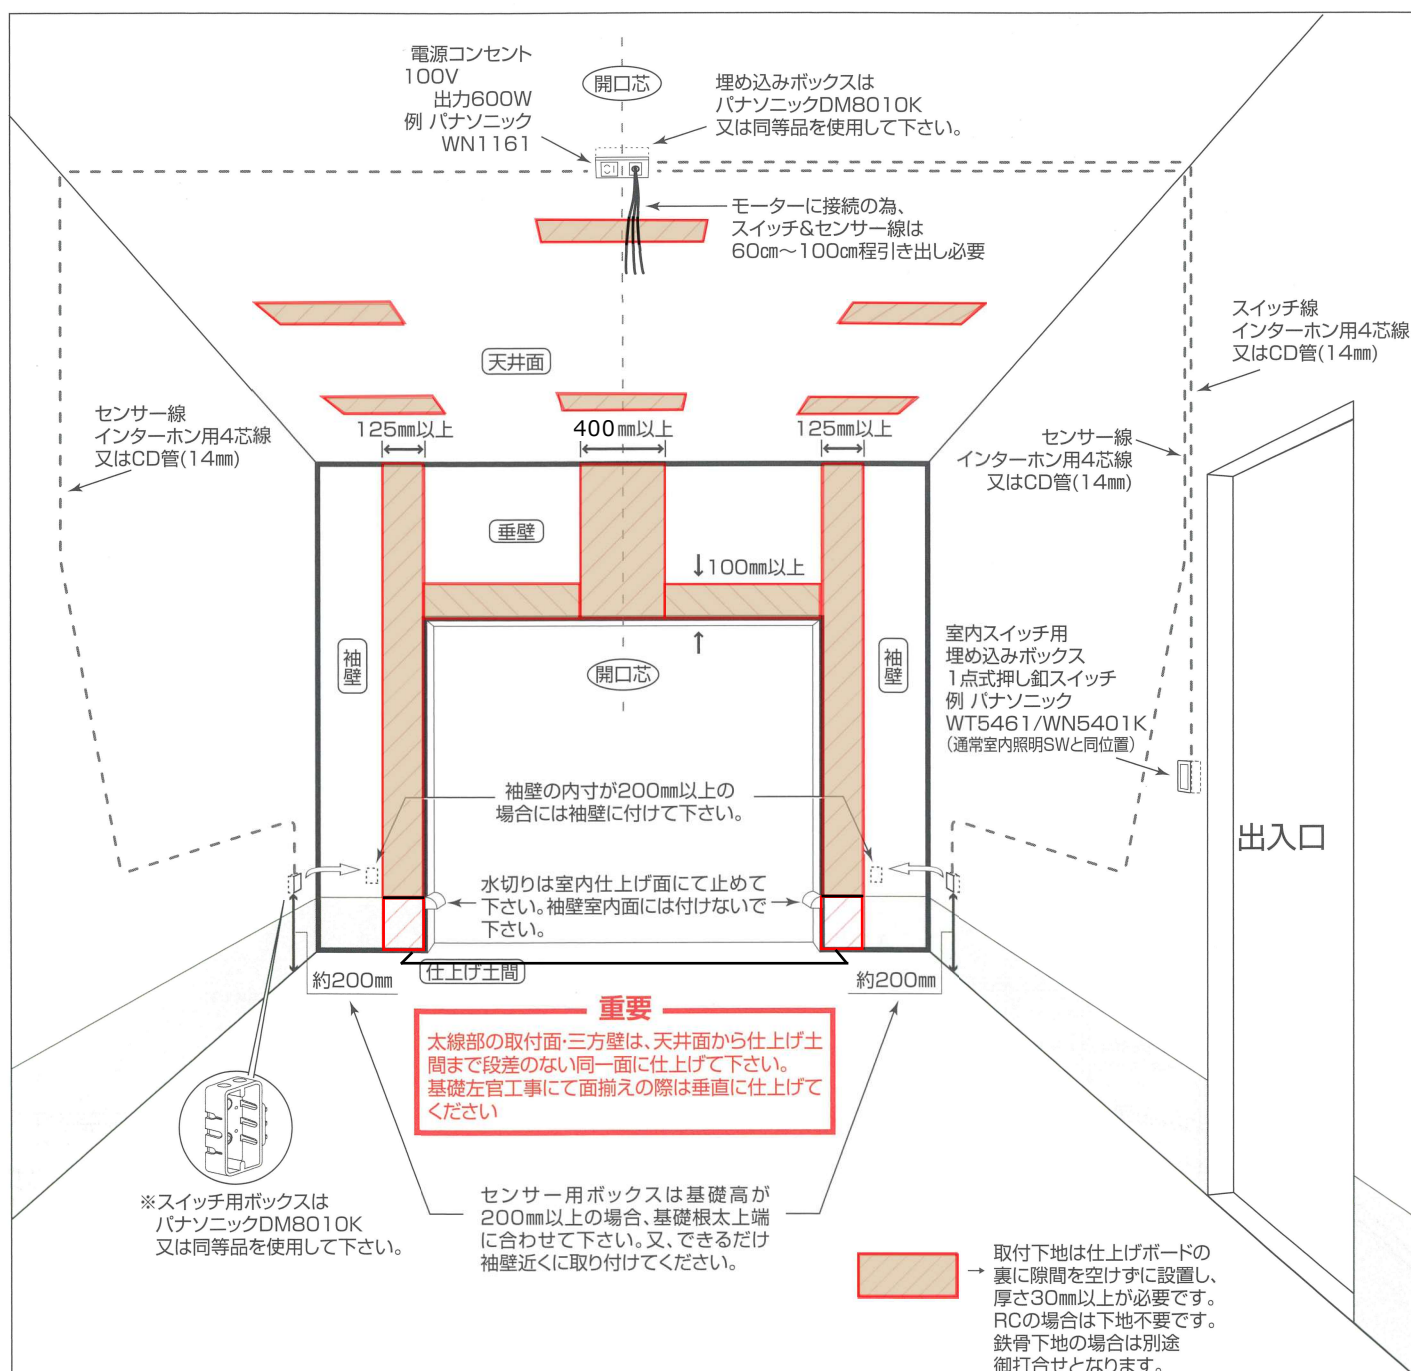 電源コンセント
100V
出力600W
例 パナソニック
WN1161
開口芯
埋め込みボックスは
パナソニックDM8010K
又は同等品を使用して下さい。
モーターに接続の為、
スイッチ&センサー線は
60cm～100cm程引き出し必要
スイッチ線
インターホン用4芯線
又はCD管(14mm)
天井面
センサー線
インターホン用4芯線
又はCD管(14mm)
125mm以上
400mm以上
125mm以上
センサー線
インターホン用4芯線
又はCD管(14mm)
垂壁
100mm以上
袖壁
開口芯
袖壁
室内スイッチ用
埋め込みボックス
1点式押し釦スイッチ
例 パナソニック
WT5461/WN5401K
(通常室内照明SWと同位置)
袖壁の内寸が200mm以上の
場合には袖壁に付けて下さい。
出入口
水切りは室内仕上げ面にて止めて
下さい。袖壁室内面には付けないで
下さい。
仕上げ土間
約200mm
約200mm
重要
太線部の取付面・三方壁は、天井面から仕上げ土
間まで段差のない同一面に仕上げて下さい。
基礎左官工事にて面揃えの際は垂直に仕上げて
ください
※スイッチ用ボックスは
パナソニックDM8010K
又は同等品を使用して下さい。
センサー用ボックスは基礎高が
200mm以上の場合、基礎根太上端
に合わせて下さい。又、できるだけ
袖壁近くに取り付けてください。
→ 取付下地は仕上げボードの
裏に隙間を空けずに設置し、
厚さ30mm以上が必要です。
RCの場合は下地不要です。
鉄骨下地の場合は別途
御打合せとなります。